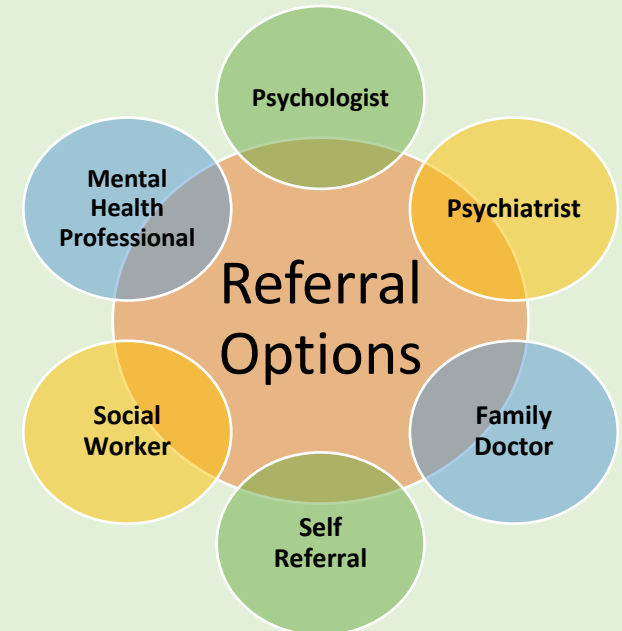 Psychologist
Mental
Health
Professional
Psychiatrist
Referral
Options
Social
Worker
Family
Doctor
Self
Referral